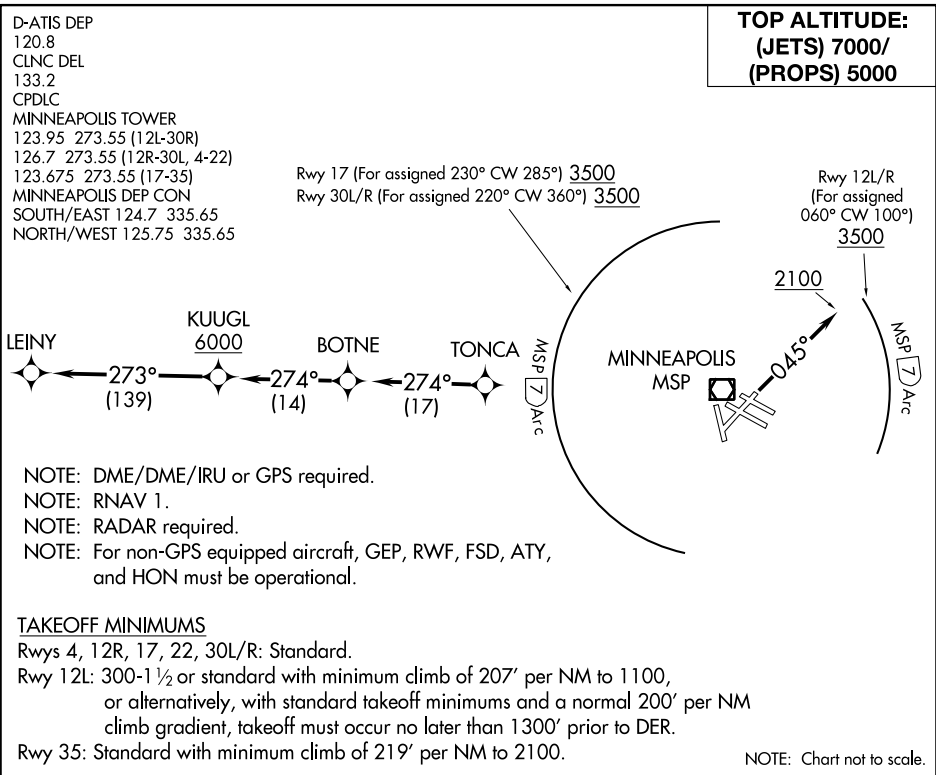 D-ATIS DEP
120.8
CLNC DEL
133.2
CPDLC
MINNEAPOLIS TOWER
123.95 273.55 (12L-30R)
126.7 273.55 (12R-30L, 4-22)
123.675 273.55 (17-35)
MINNEAPOLIS DEP CON
SOUTH/EAST 124.7 335.65
NORTH/WEST 125.75 335.65
TOP ALTITUDE:
(JETS) 7000/
(PROPS) 5000
Rwy 17 (For assigned 230° CW 285°) 3500
Rwy 30L/R (For assigned 220° CW 360°) 3500
Rwy 12L/R
(For assigned
060° CW 100°)
3500
2100
LEINY
273°
(139)
KUUGL
6000
274°
(14)
BOTNE
274°
(17)
TONCA
MSP 7 Arc
MINNEAPOLIS
MSP
045°
MSP 7 Arc
NOTE: DME/DME/IRU or GPS required.
NOTE: RNAV 1.
NOTE: RADAR required.
NOTE: For non-GPS equipped aircraft, GEP, RWF, FSD, ATY,
and HON must be operational.
TAKEOFF MINIMUMS
Rwys 4, 12R, 17, 22, 30L/R: Standard.
Rwy 12L: 300-1½ or standard with minimum climb of 207' per NM to 1100,
or alternatively, with standard takeoff minimums and a normal 200' per NM
climb gradient, takeoff must occur no later than 1300' prior to DER.
Rwy 35: Standard with minimum climb of 219' per NM to 2100.
NOTE: Chart not to scale.